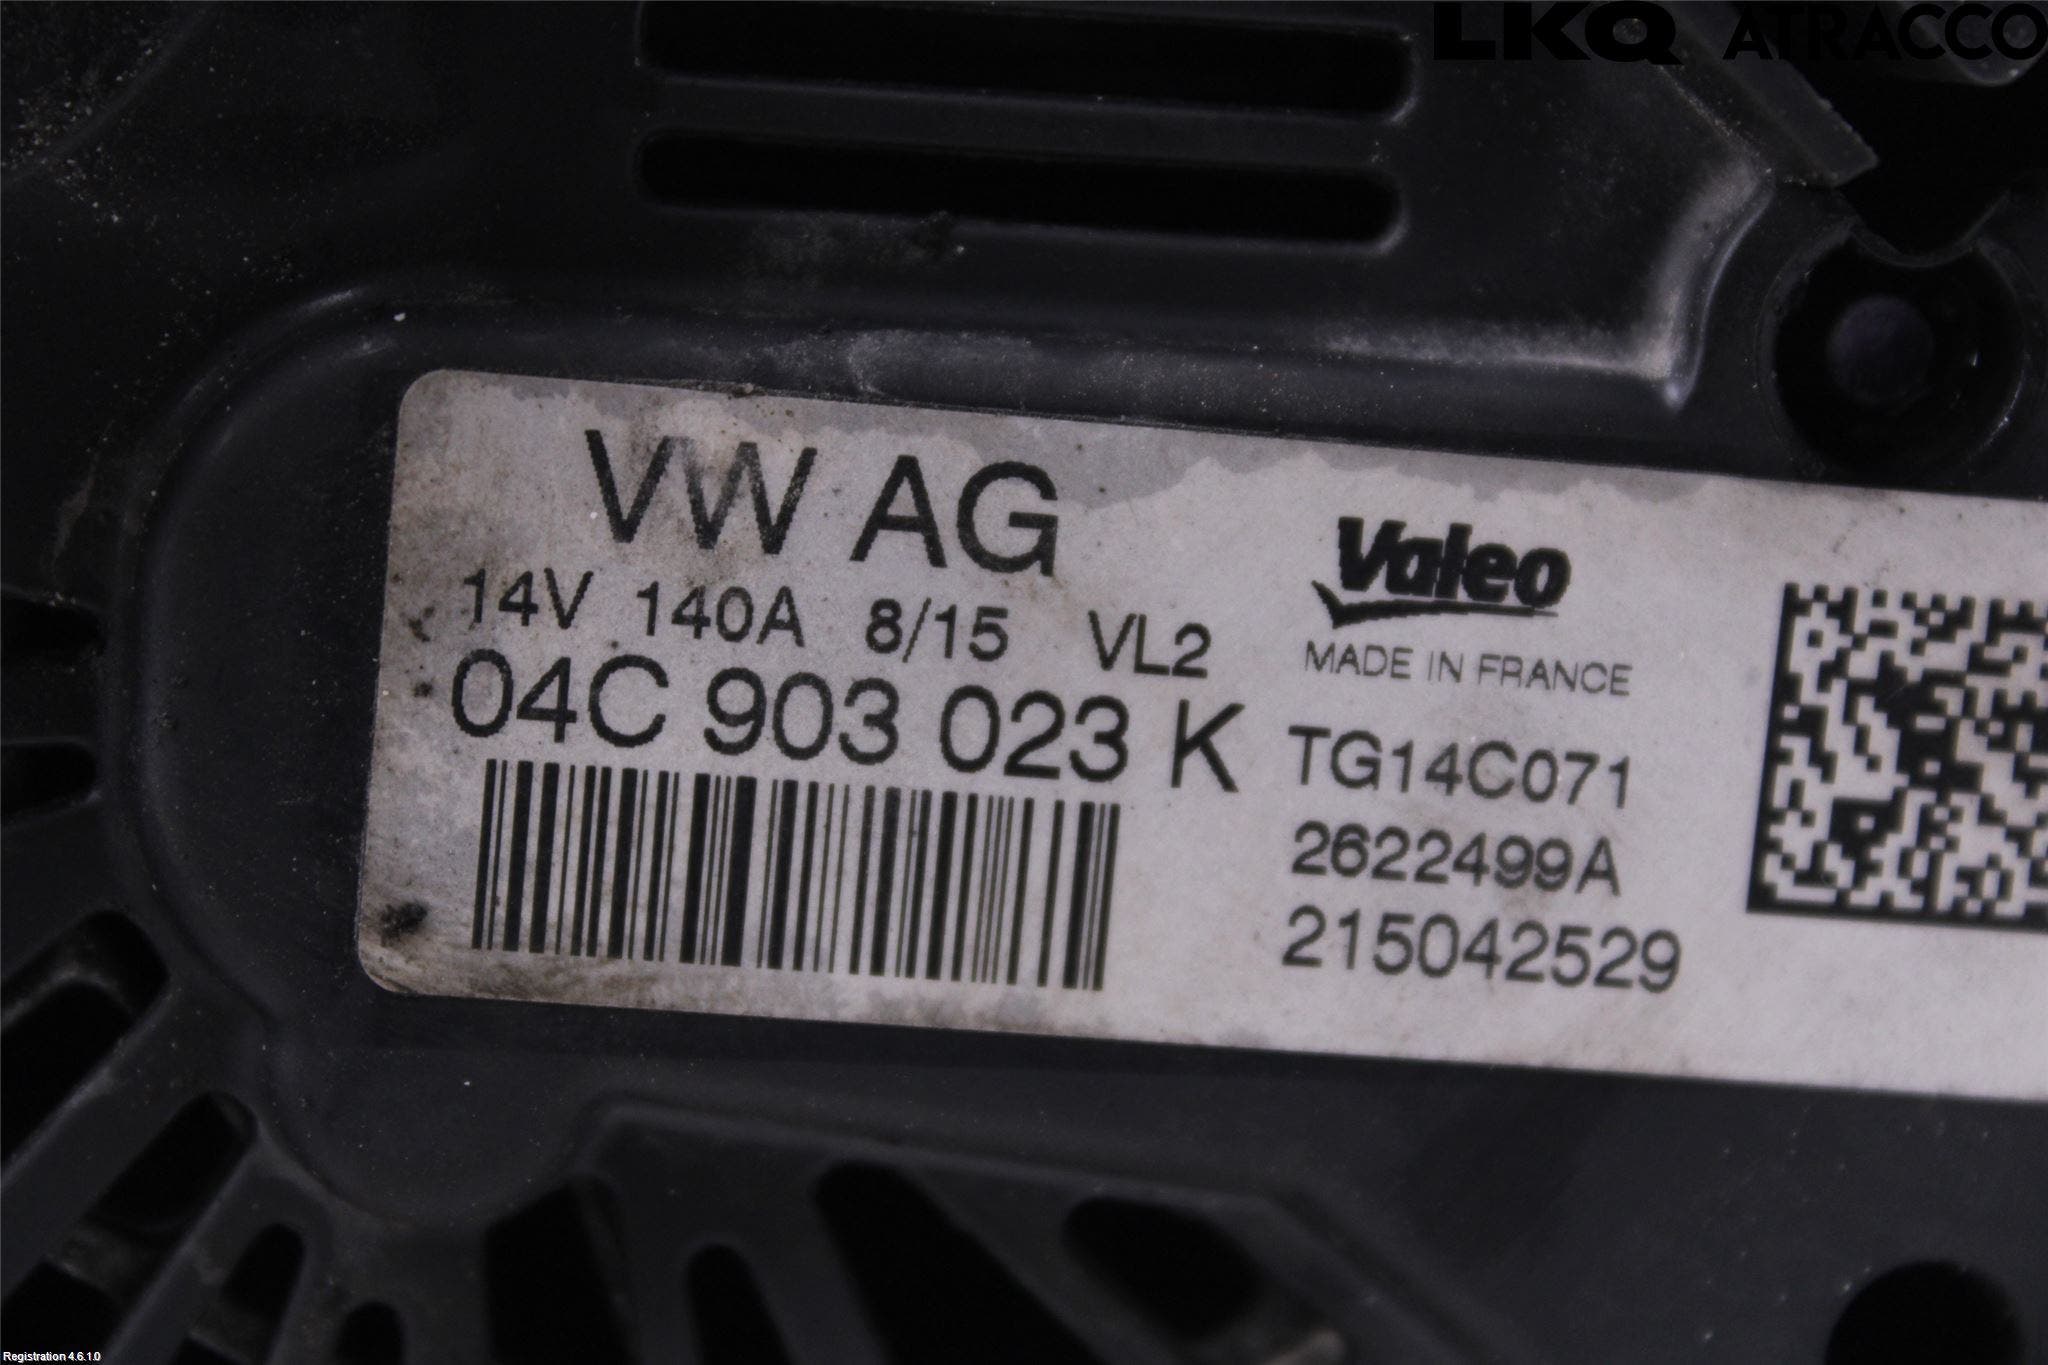 LKQ ATRACCO
VW AG
14V 140A 8/15 VL2
04C 903 023 K
Valeo
MADE IN FRANCE
TG14C071
2622499A
215042529
Registration 4.6.1.0